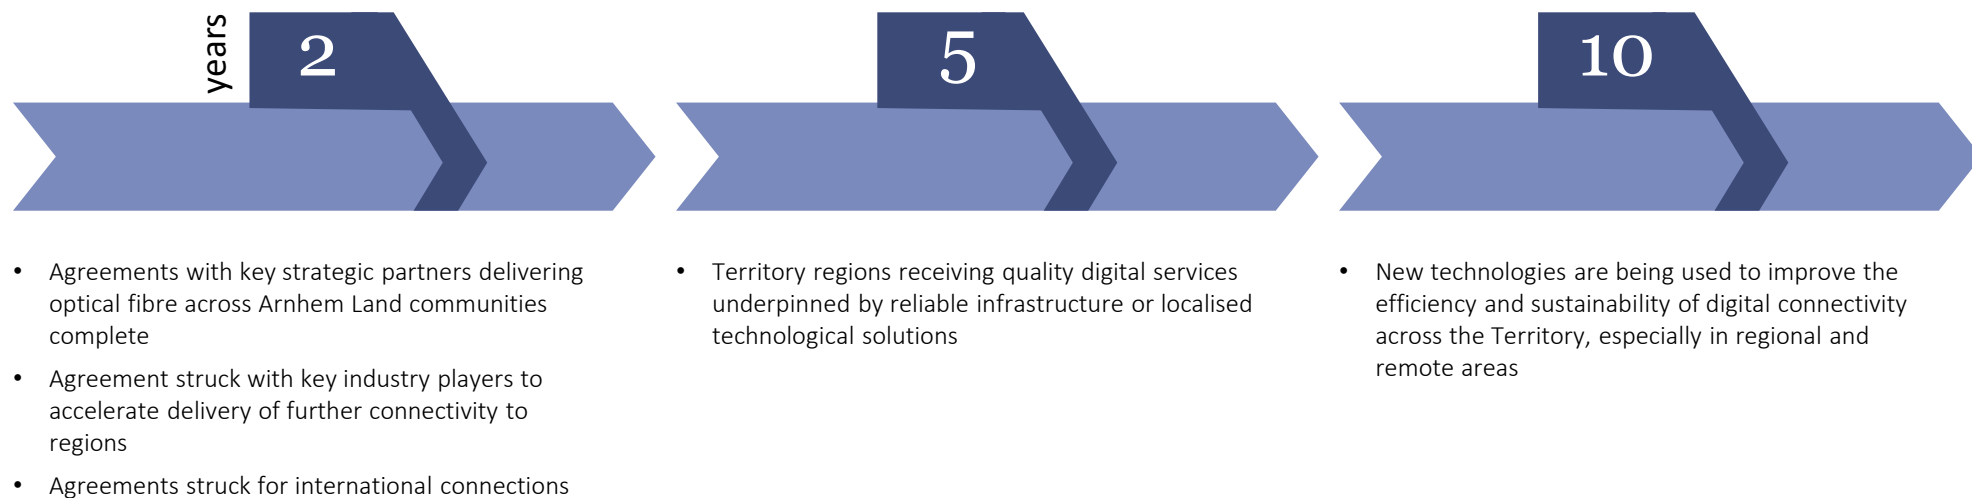 years
2
5
10
• Agreements with key strategic partners delivering
optical fibre across Arnhem Land communities
complete
• Agreement struck with key industry players to
accelerate delivery of further connectivity to
regions
• Agreements struck for international connections
• Territory regions receiving quality digital services
underpinned by reliable infrastructure or localised
technological solutions
• New technologies are being used to improve the
efficiency and sustainability of digital connectivity
across the Territory, especially in regional and
remote areas